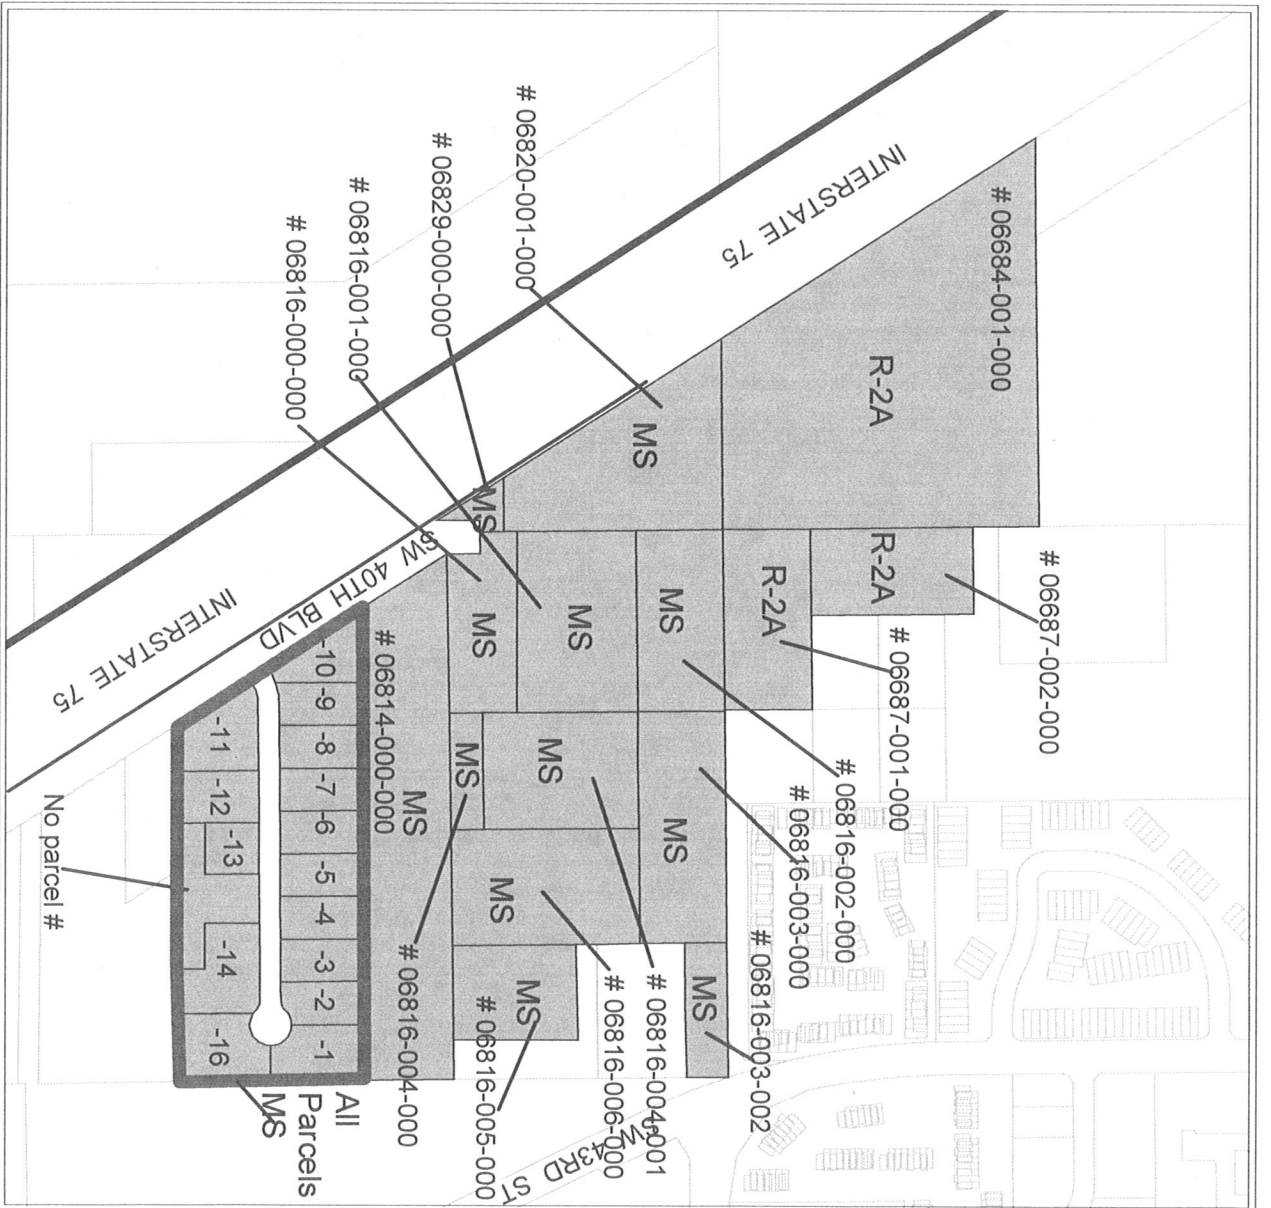 # 06684-001-000
R-2A
INTERSTATE 75
# 06820-001-000
MS
# 06829-000-000
MS
# 06816-001-000
MS
# 06816-000-000
MS
# 06687-002-000
R-2A
# 06687-001-000
R-2A
# 06816-002-000
MS
# 06816-003-000
MS
# 06816-003-002
MS
# 06816-004-001
MS
# 06816-006-000
MS
# 06816-005-000
MS
# 06816-004-000
MS
# 06814-000-000
MS
SW 40TH BLVD
INTERSTATE 75
SW 43RD ST
-10
-9
-8
-7
-6
-5
-4
-3
-2
-1
-11
-12
-13
-14
-16
No parcel #
All
Parcels
MS